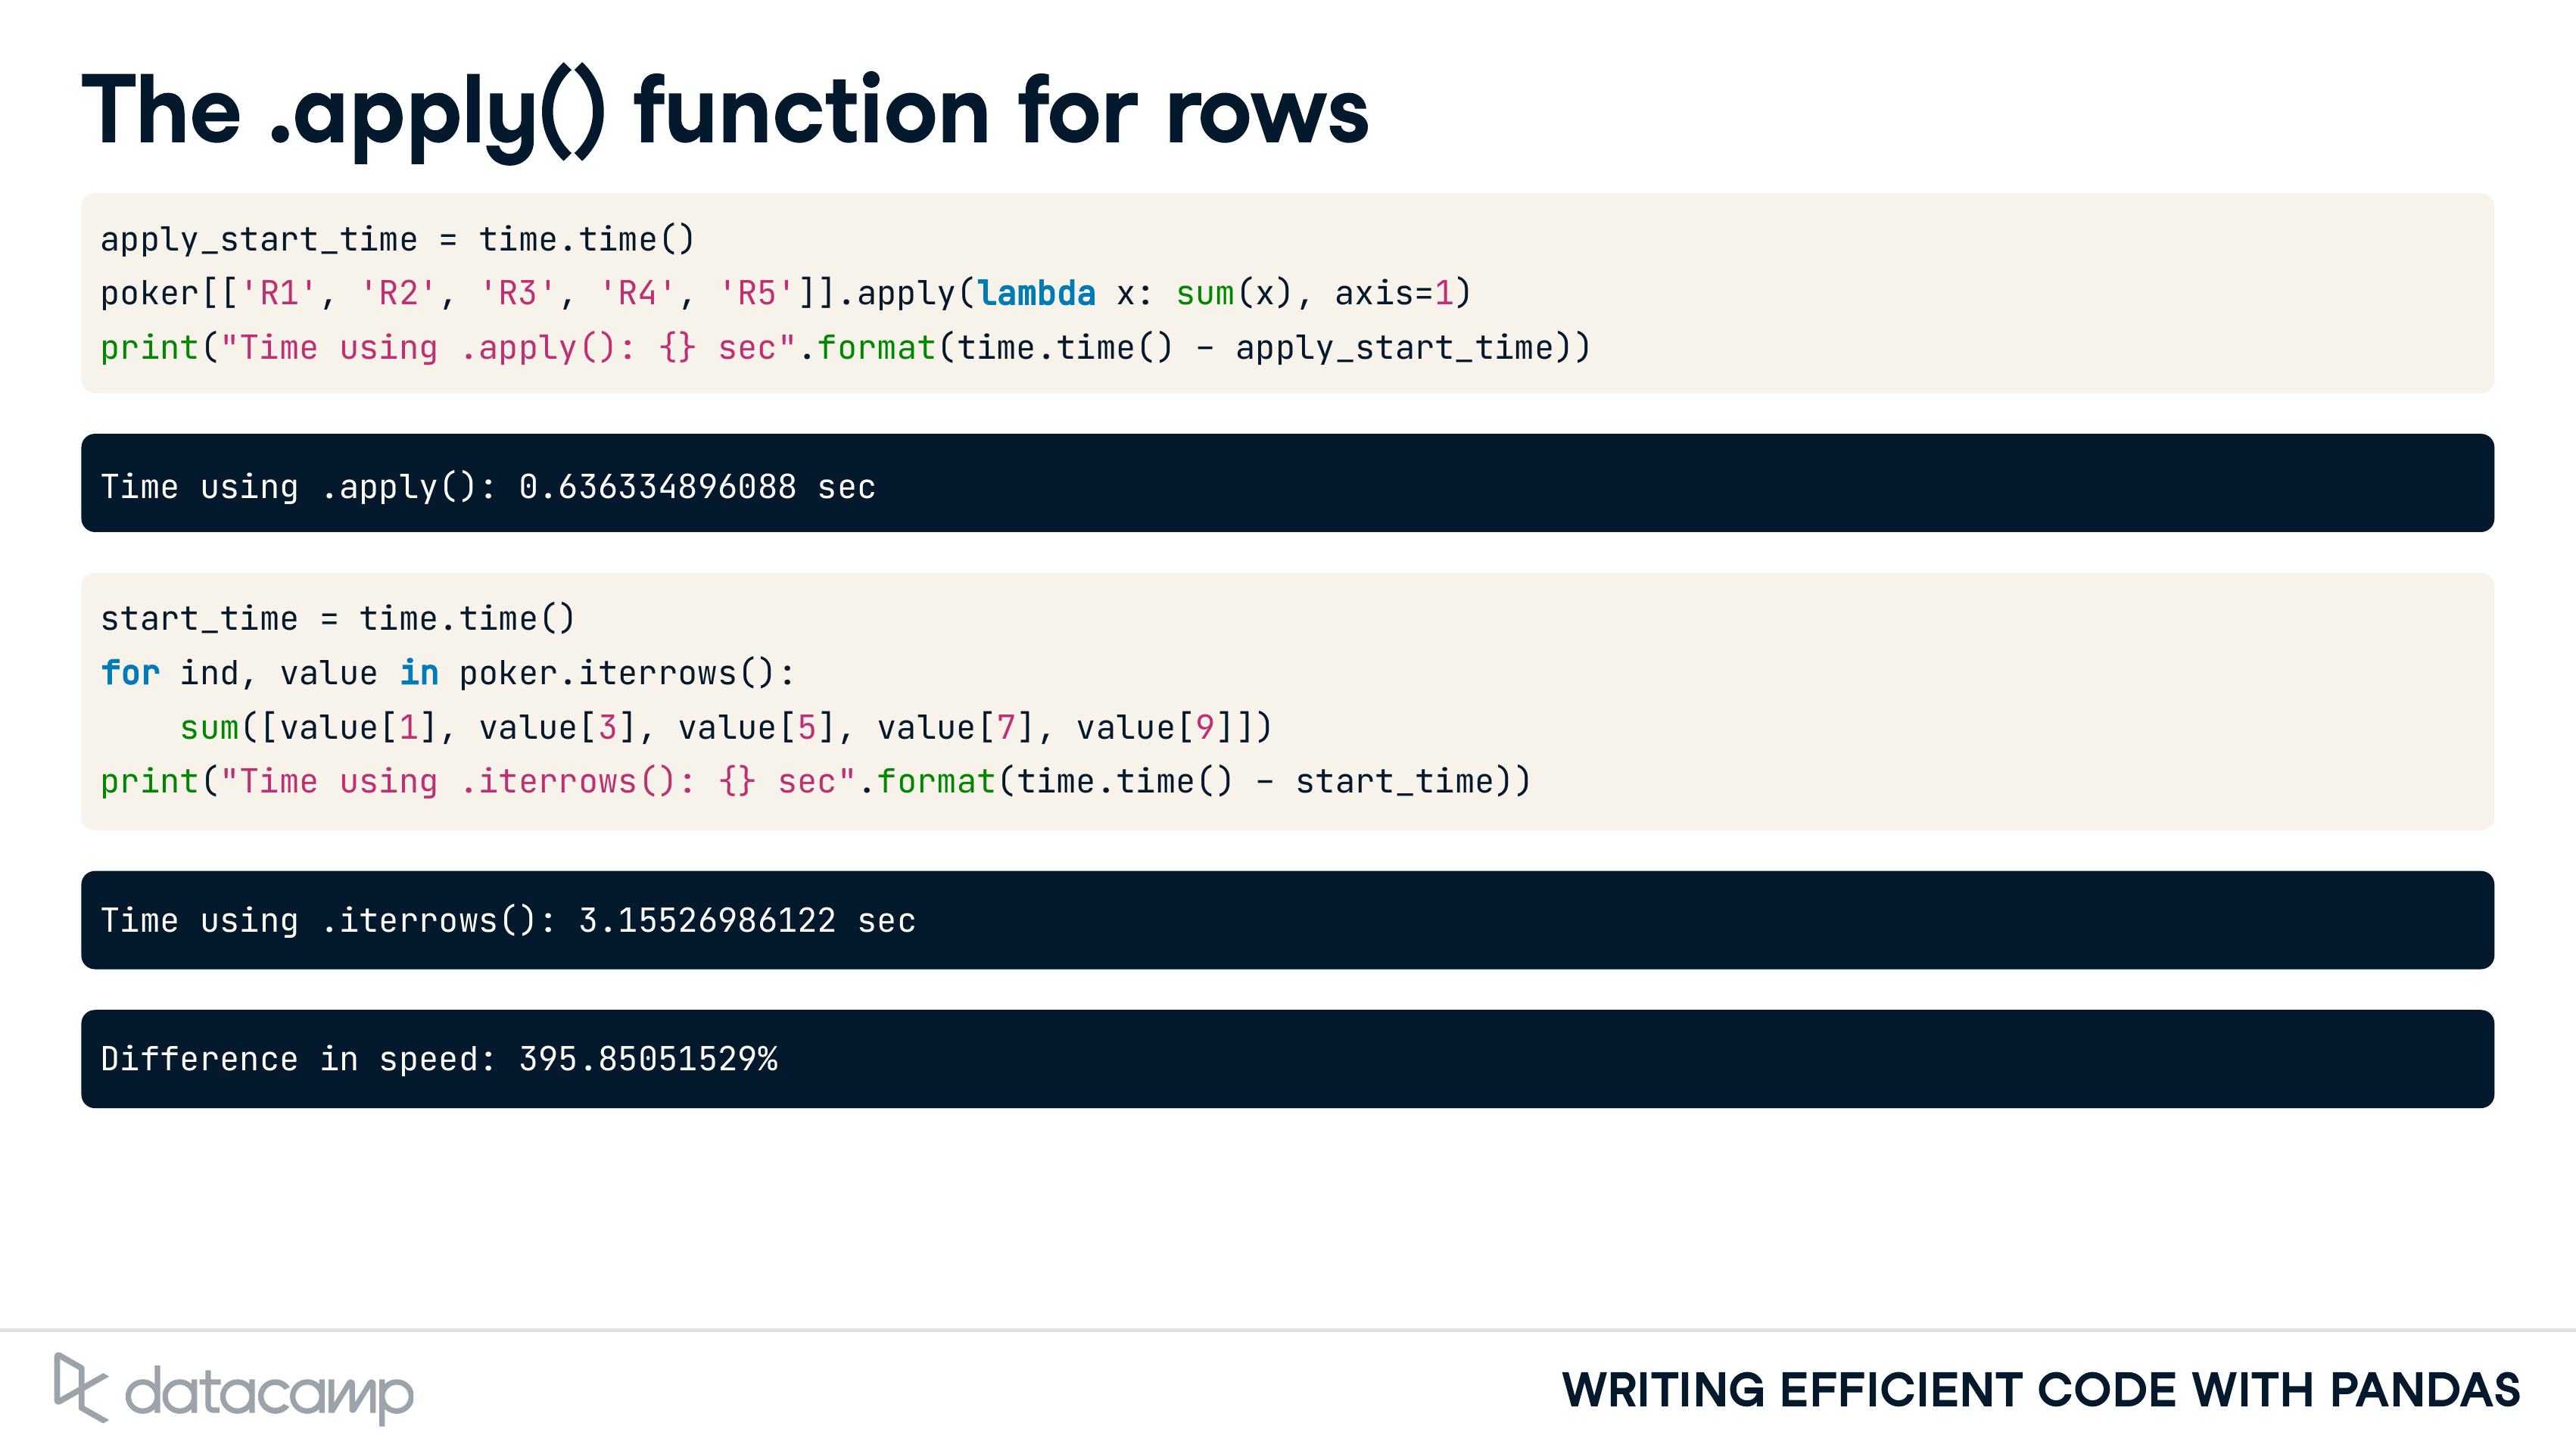 The .apply() function for rows
apply_start_time = time.time()
poker[['R1', 'R2', 'R3', 'R4', 'R5']].apply(lambda x: sum(x), axis=1)
print("Time using .apply(): {} sec".format(time.time() - apply_start_time))
Time using .apply(): 0.636334896088 sec
start_time = time.time()
for ind, value in poker.iterrows():
    sum([value[1], value[3], value[5], value[7], value[9]])
print("Time using .iterrows(): {} sec".format(time.time() - start_time))
Time using .iterrows(): 3.15526986122 sec
Difference in speed: 395.85051529%
datacamp
WRITING EFFICIENT CODE WITH PANDAS